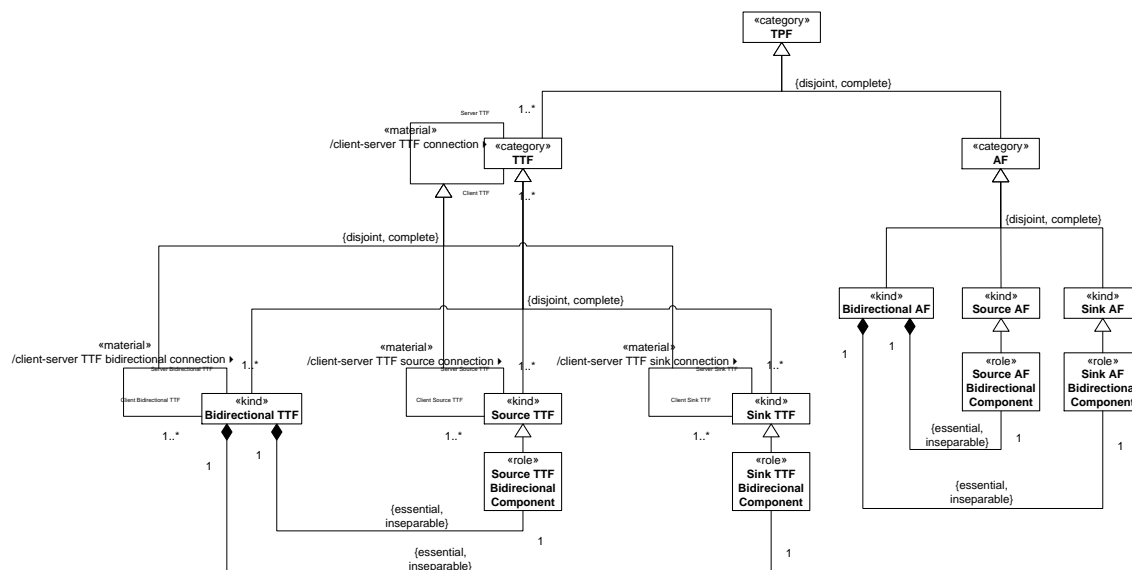 «category»
TPF
{disjoint, complete}
1..*
Server TTF
«material»
/client-server TTF connection
«category»
TTF
«category»
AF
Client TTF
1..*
{disjoint, complete}
{disjoint, complete}
{disjoint, complete}
«kind»
Bidirectional AF
«kind»
Source AF
«kind»
Sink AF
«material»
/client-server TTF bidirectional connection
1..*
«material»
/client-server TTF source connection
1..*
«material»
/client-server TTF sink connection
1..*
1
1
Server Bidirectional TTF
Server Source TTF
Server Sink TTF
«role»
Source AF
Bidirectional
Component
«role»
Sink AF
Bidirectional
Component
Client Bidirectional TTF
Client Source TTF
Client Sink TTF
«kind»
Bidirectional TTF
«kind»
Source TTF
«kind»
Sink TTF
1..*
1..*
1..*
{essential,
inseparable}
1
1
1
1
«role»
Source TTF
Bidirecional
Component
«role»
Sink TTF
Bidirecional
Component
{essential,
inseparable}
{essential,
inseparable}
1
{essential,
inseparable}
1